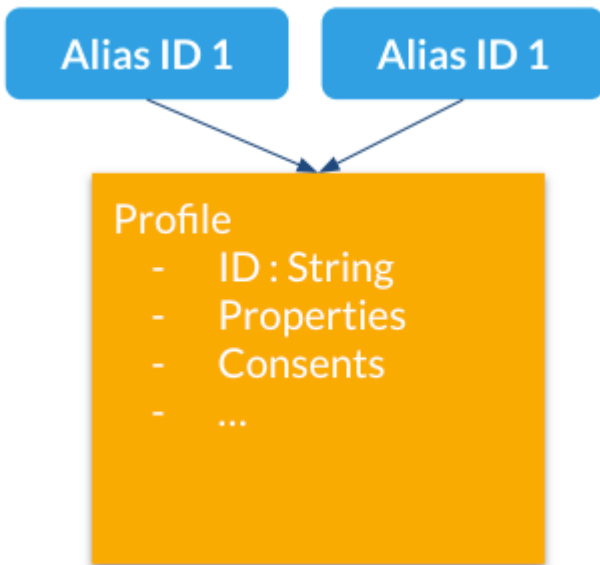 Alias ID 1
Alias ID 1
Profile
- ID : String
- Properties
- Consents
- ...